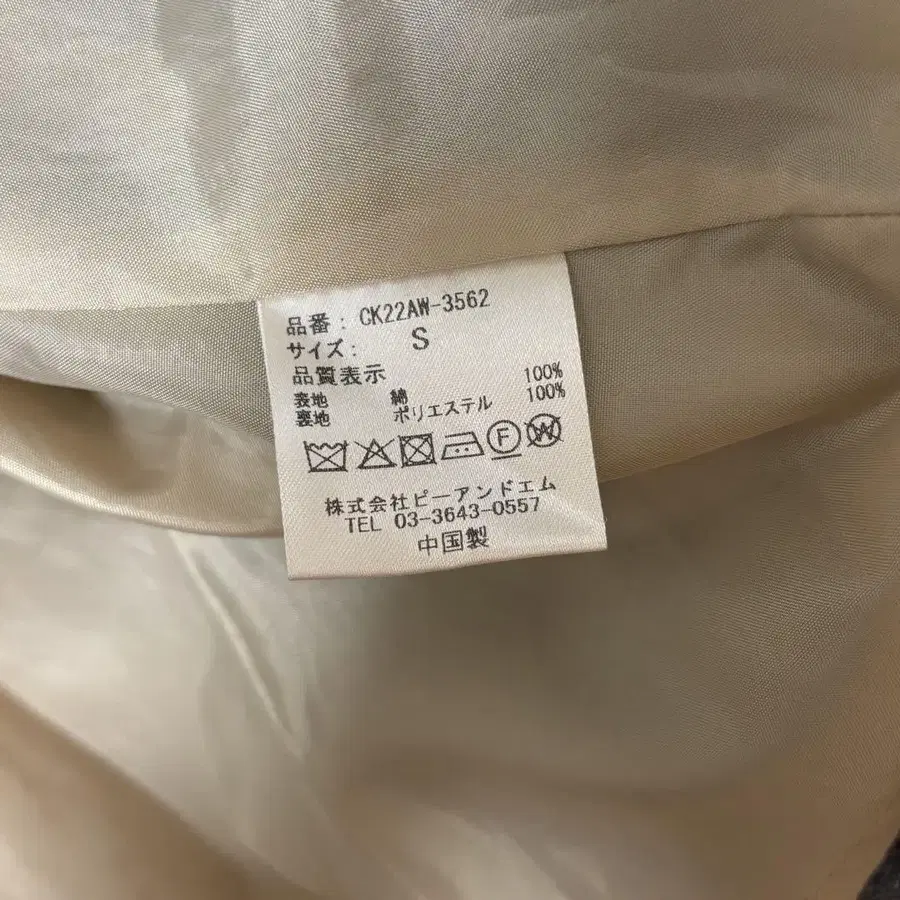 品番: CK22AW-3562
サイズ: S
品質表示
表地 綿 100%
裏地 ポリエステル 100%
F W
株式会社ピーアンドエム
TEL 03-3643-0557
中国製